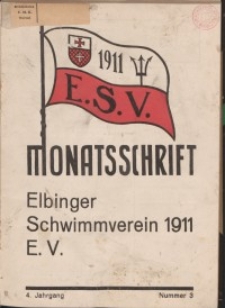 1911
E.S.V.
MONATSSCHRIFT
Elbinger
Schwimmverein 1911
E. V.
4. Jahrgang Nummer 3